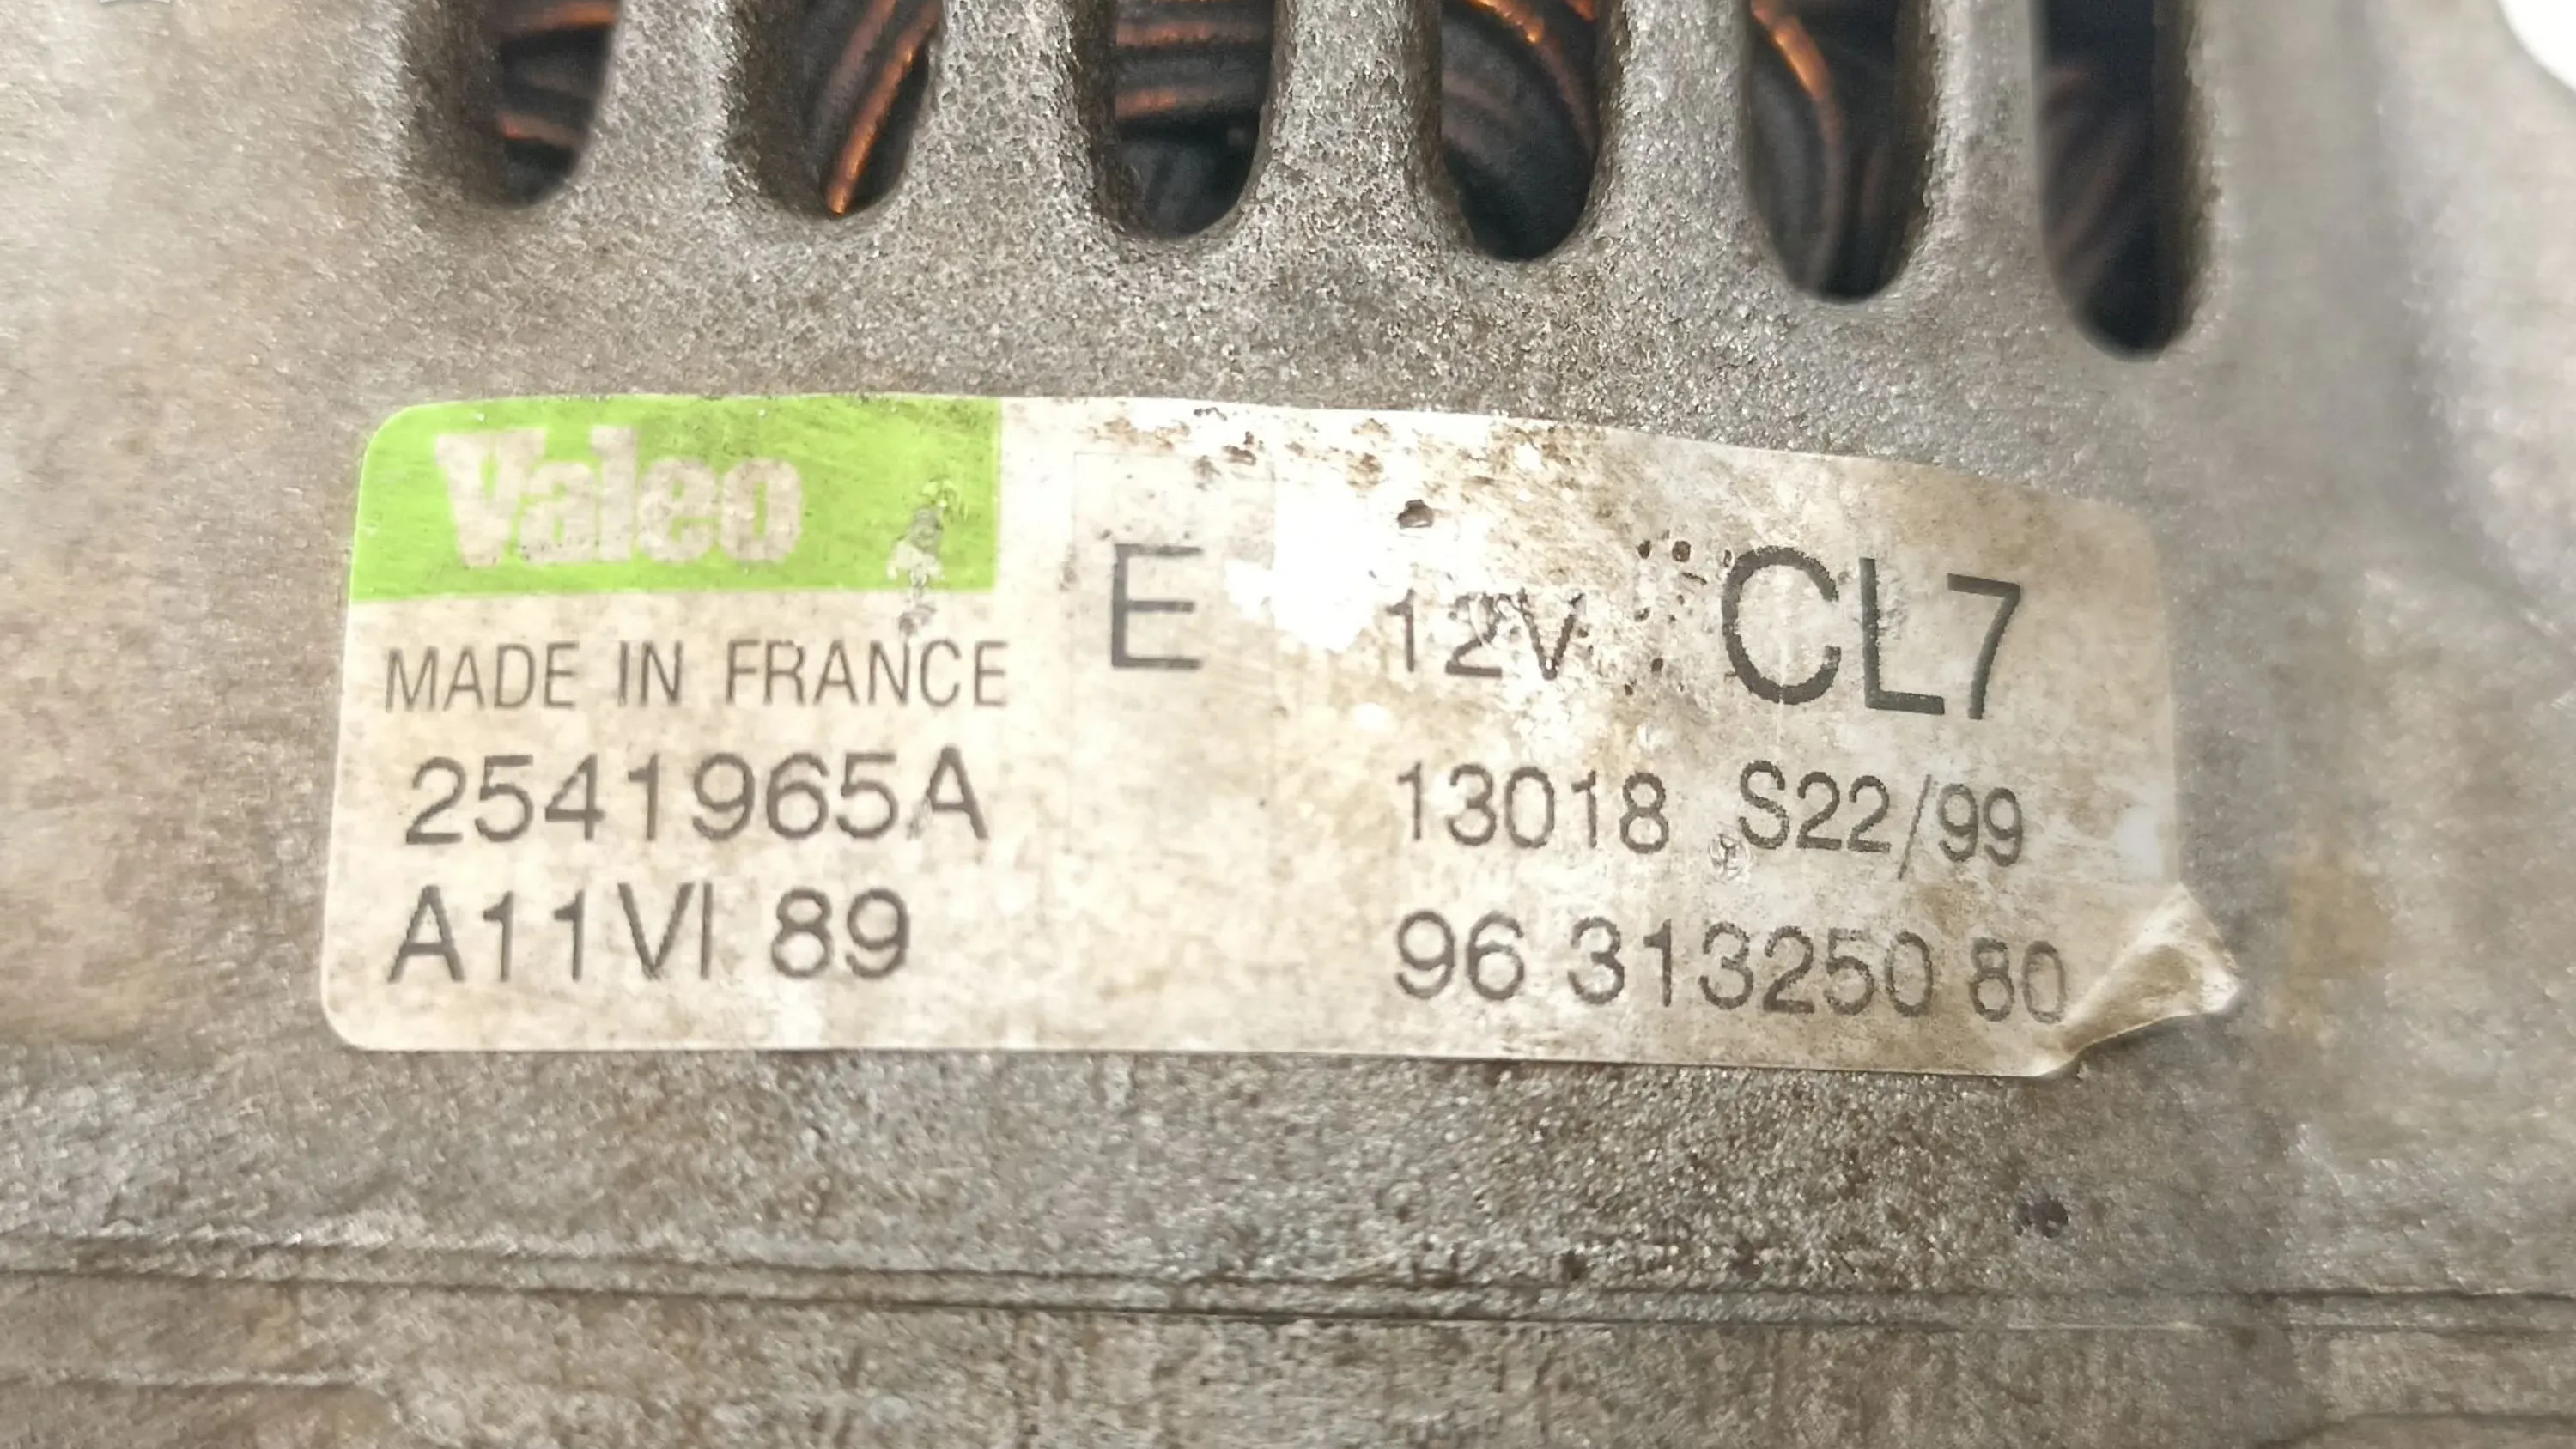 Valeo
MADE IN FRANCE
2541965A
A11VI 89
E
12V CL7
13018 S22/99
96 313250 80